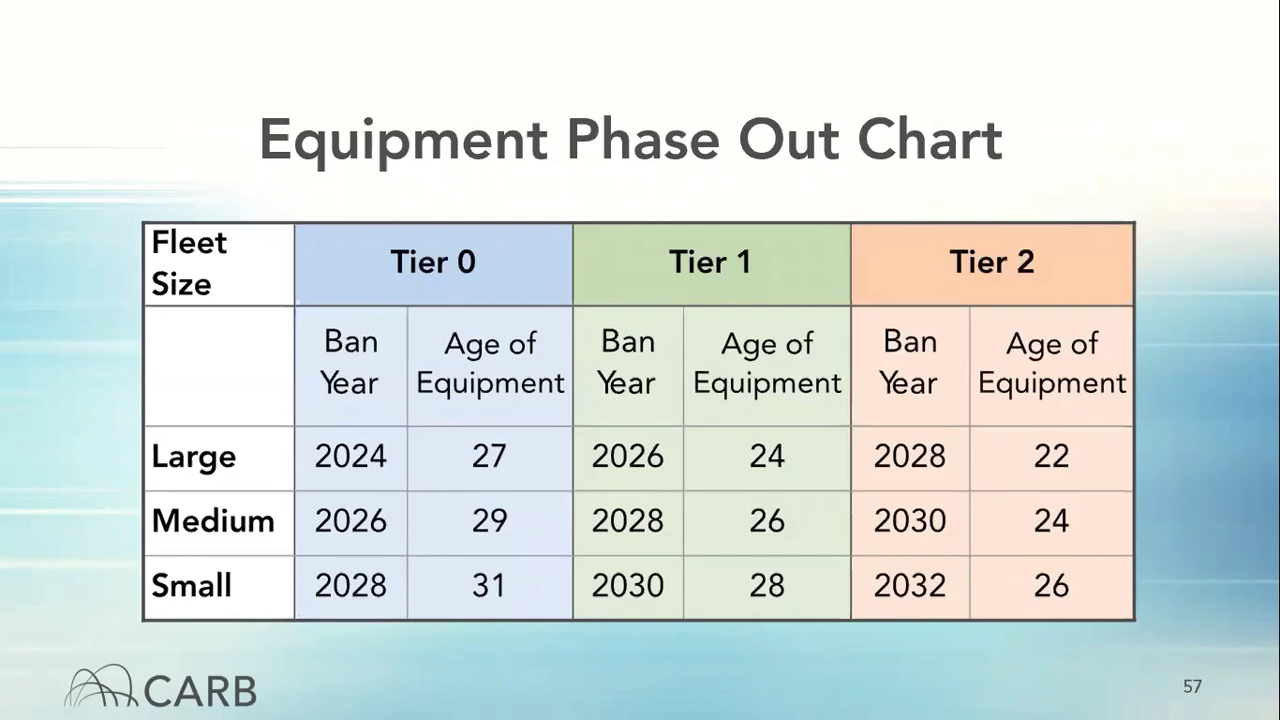 Equipment Phase Out Chart
Fleet Size Tier 0 Tier 1 Tier 2
Ban Year Age of Equipment Ban Year Age of Equipment Ban Year Age of Equipment
Large 2024 27 2026 24 2028 22
Medium 2026 29 2028 26 2030 24
Small 2028 31 2030 28 2032 26
CARB
57